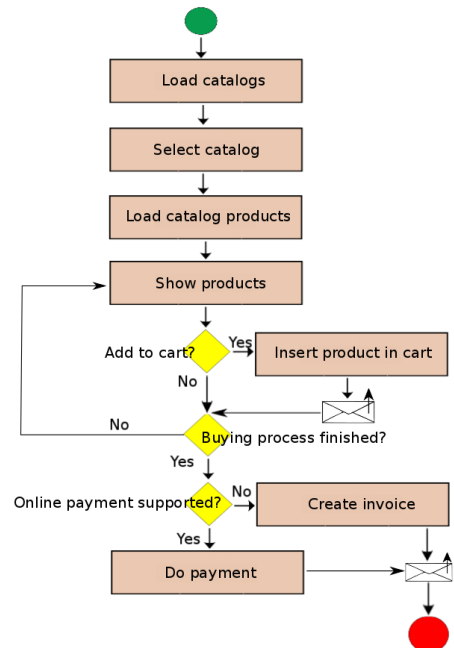 Load catalogs
Select catalog
Load catalog products
Show products
Add to cart?
Yes
Insert product in cart
No
No
Buying process finished?
Yes
Online payment supported?
No
Create invoice
Yes
Do payment